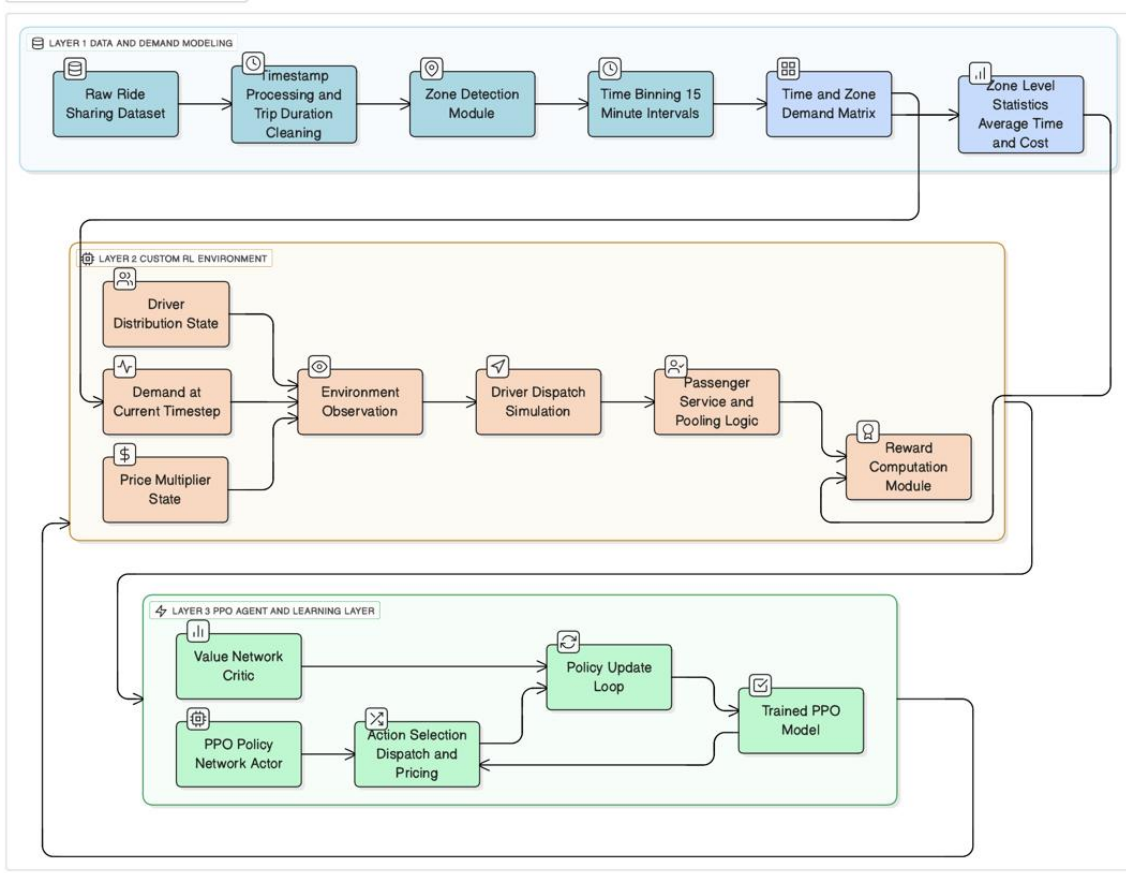 LAYER 1 DATA AND DEMAND MODELING
Raw Ride
Sharing Dataset
Timestamp
Processing and
Trip Duration
Cleaning
Zone Detection
Module
Time Binning 15
Minute Intervals
Time and Zone
Demand Matrix
Zone Level
Statistics
Average Time
and Cost
LAYER 2 CUSTOM RL ENVIRONMENT
Driver
Distribution State
Demand at
Current Timestep
Price Multiplier
State
Environment
Observation
Driver Dispatch
Simulation
Passenger
Service and
Pooling Logic
Reward
Computation
Module
LAYER 3 PPO AGENT AND LEARNING LAYER
Value Network
Critic
PPO Policy
Network Actor
Action Selection
Dispatch and
Pricing
Policy Update
Loop
Trained PPO
Model